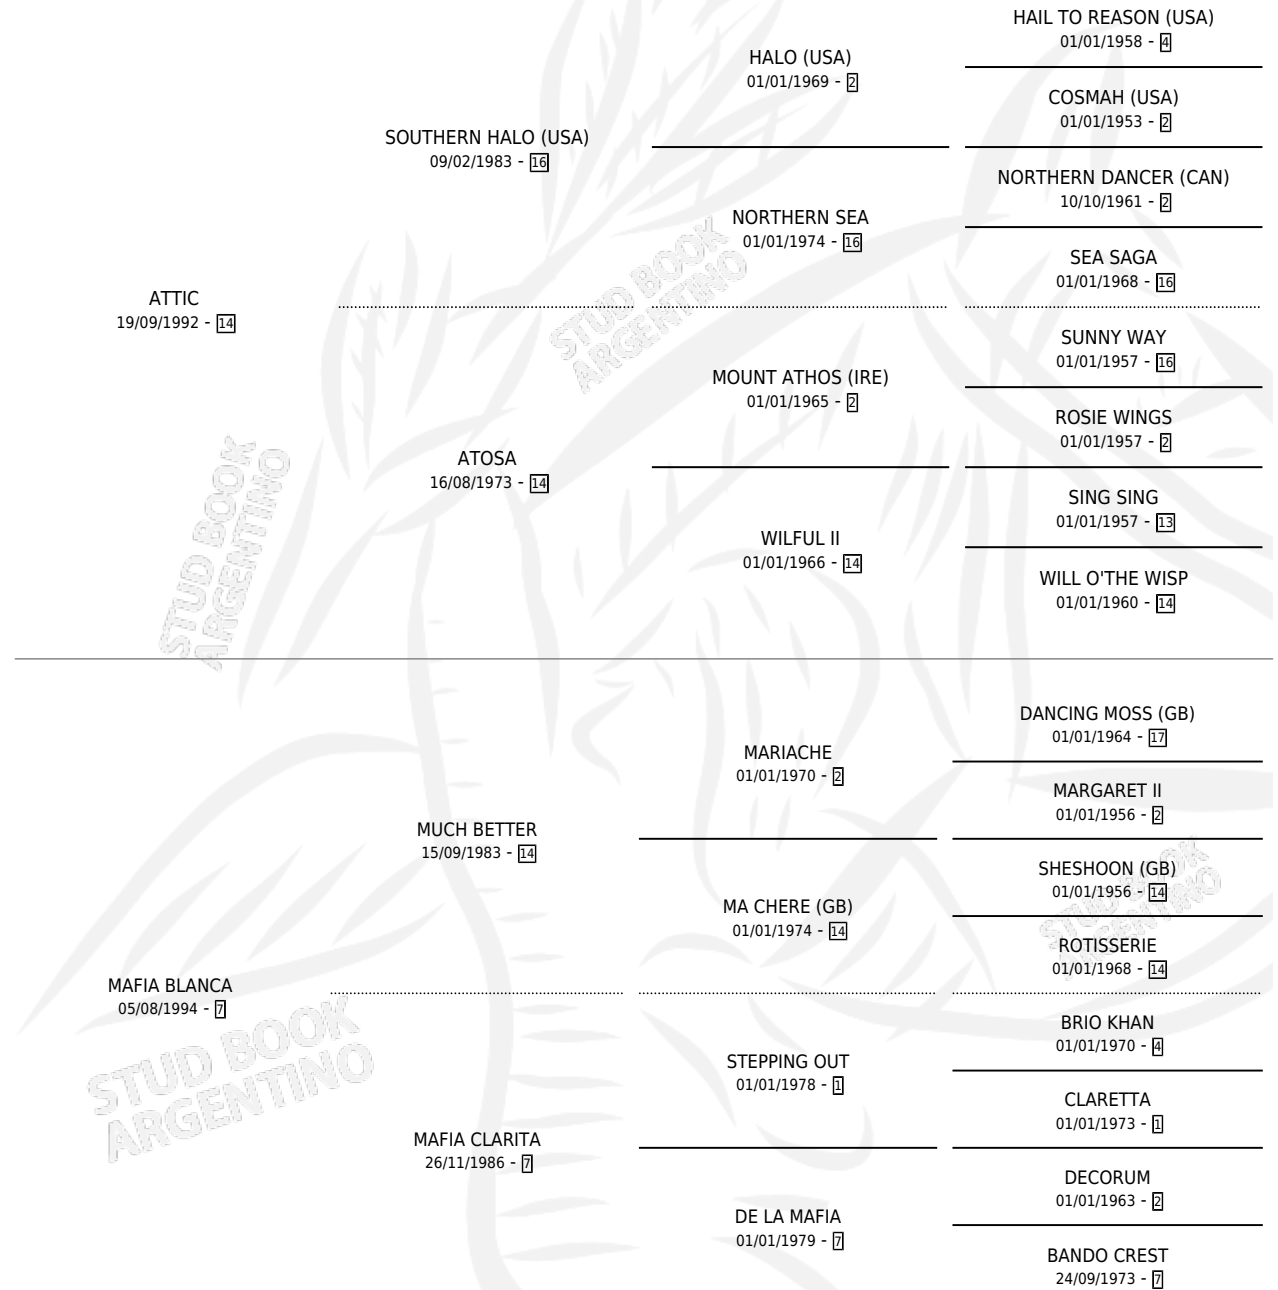 HAIL TO REASON (USA)
01/01/1958 - 4
HALO (USA)
01/01/1969 - 2
COSMAH (USA)
01/01/1953 - 2
SOUTHERN HALO (USA)
09/02/1983 - 16
NORTHERN DANCER (CAN)
10/10/1961 - 2
NORTHERN SEA
01/01/1974 - 16
SEA SAGA
01/01/1968 - 16
STUD BOOK
ARGENTINO
ATTIC
19/09/1992 - 14
SUNNY WAY
01/01/1957 - 16
MOUNT ATHOS (IRE)
01/01/1965 - 2
ROSIE WINGS
01/01/1957 - 2
ATOSA
16/08/1973 - 14
SING SING
01/01/1957 - 13
WILFUL II
01/01/1966 - 14
WILL O'THE WISP
01/01/1960 - 14
STUD BOOK
ARGENTINO
DANCING MOSS (GB)
01/01/1964 - 17
MARIACHE
01/01/1970 - 2
MARGARET II
01/01/1956 - 2
MUCH BETTER
15/09/1983 - 14
SHESHOON (GB)
01/01/1956 - 14
MA CHERE (GB)
01/01/1974 - 14
ROTISSERIE
01/01/1968 - 14
STUD BOOK
ARGENTINO
MAFIA BLANCA
05/08/1994 - 7
BRIO KHAN
01/01/1970 - 4
STEPPING OUT
01/01/1978 - 1
CLARETTA
01/01/1973 - 1
STUD BOOK
ARGENTINO
MAFIA CLARITA
26/11/1986 - 7
DECORUM
01/01/1963 - 2
DE LA MAFIA
01/01/1979 - 7
BANDO CREST
24/09/1973 - 7